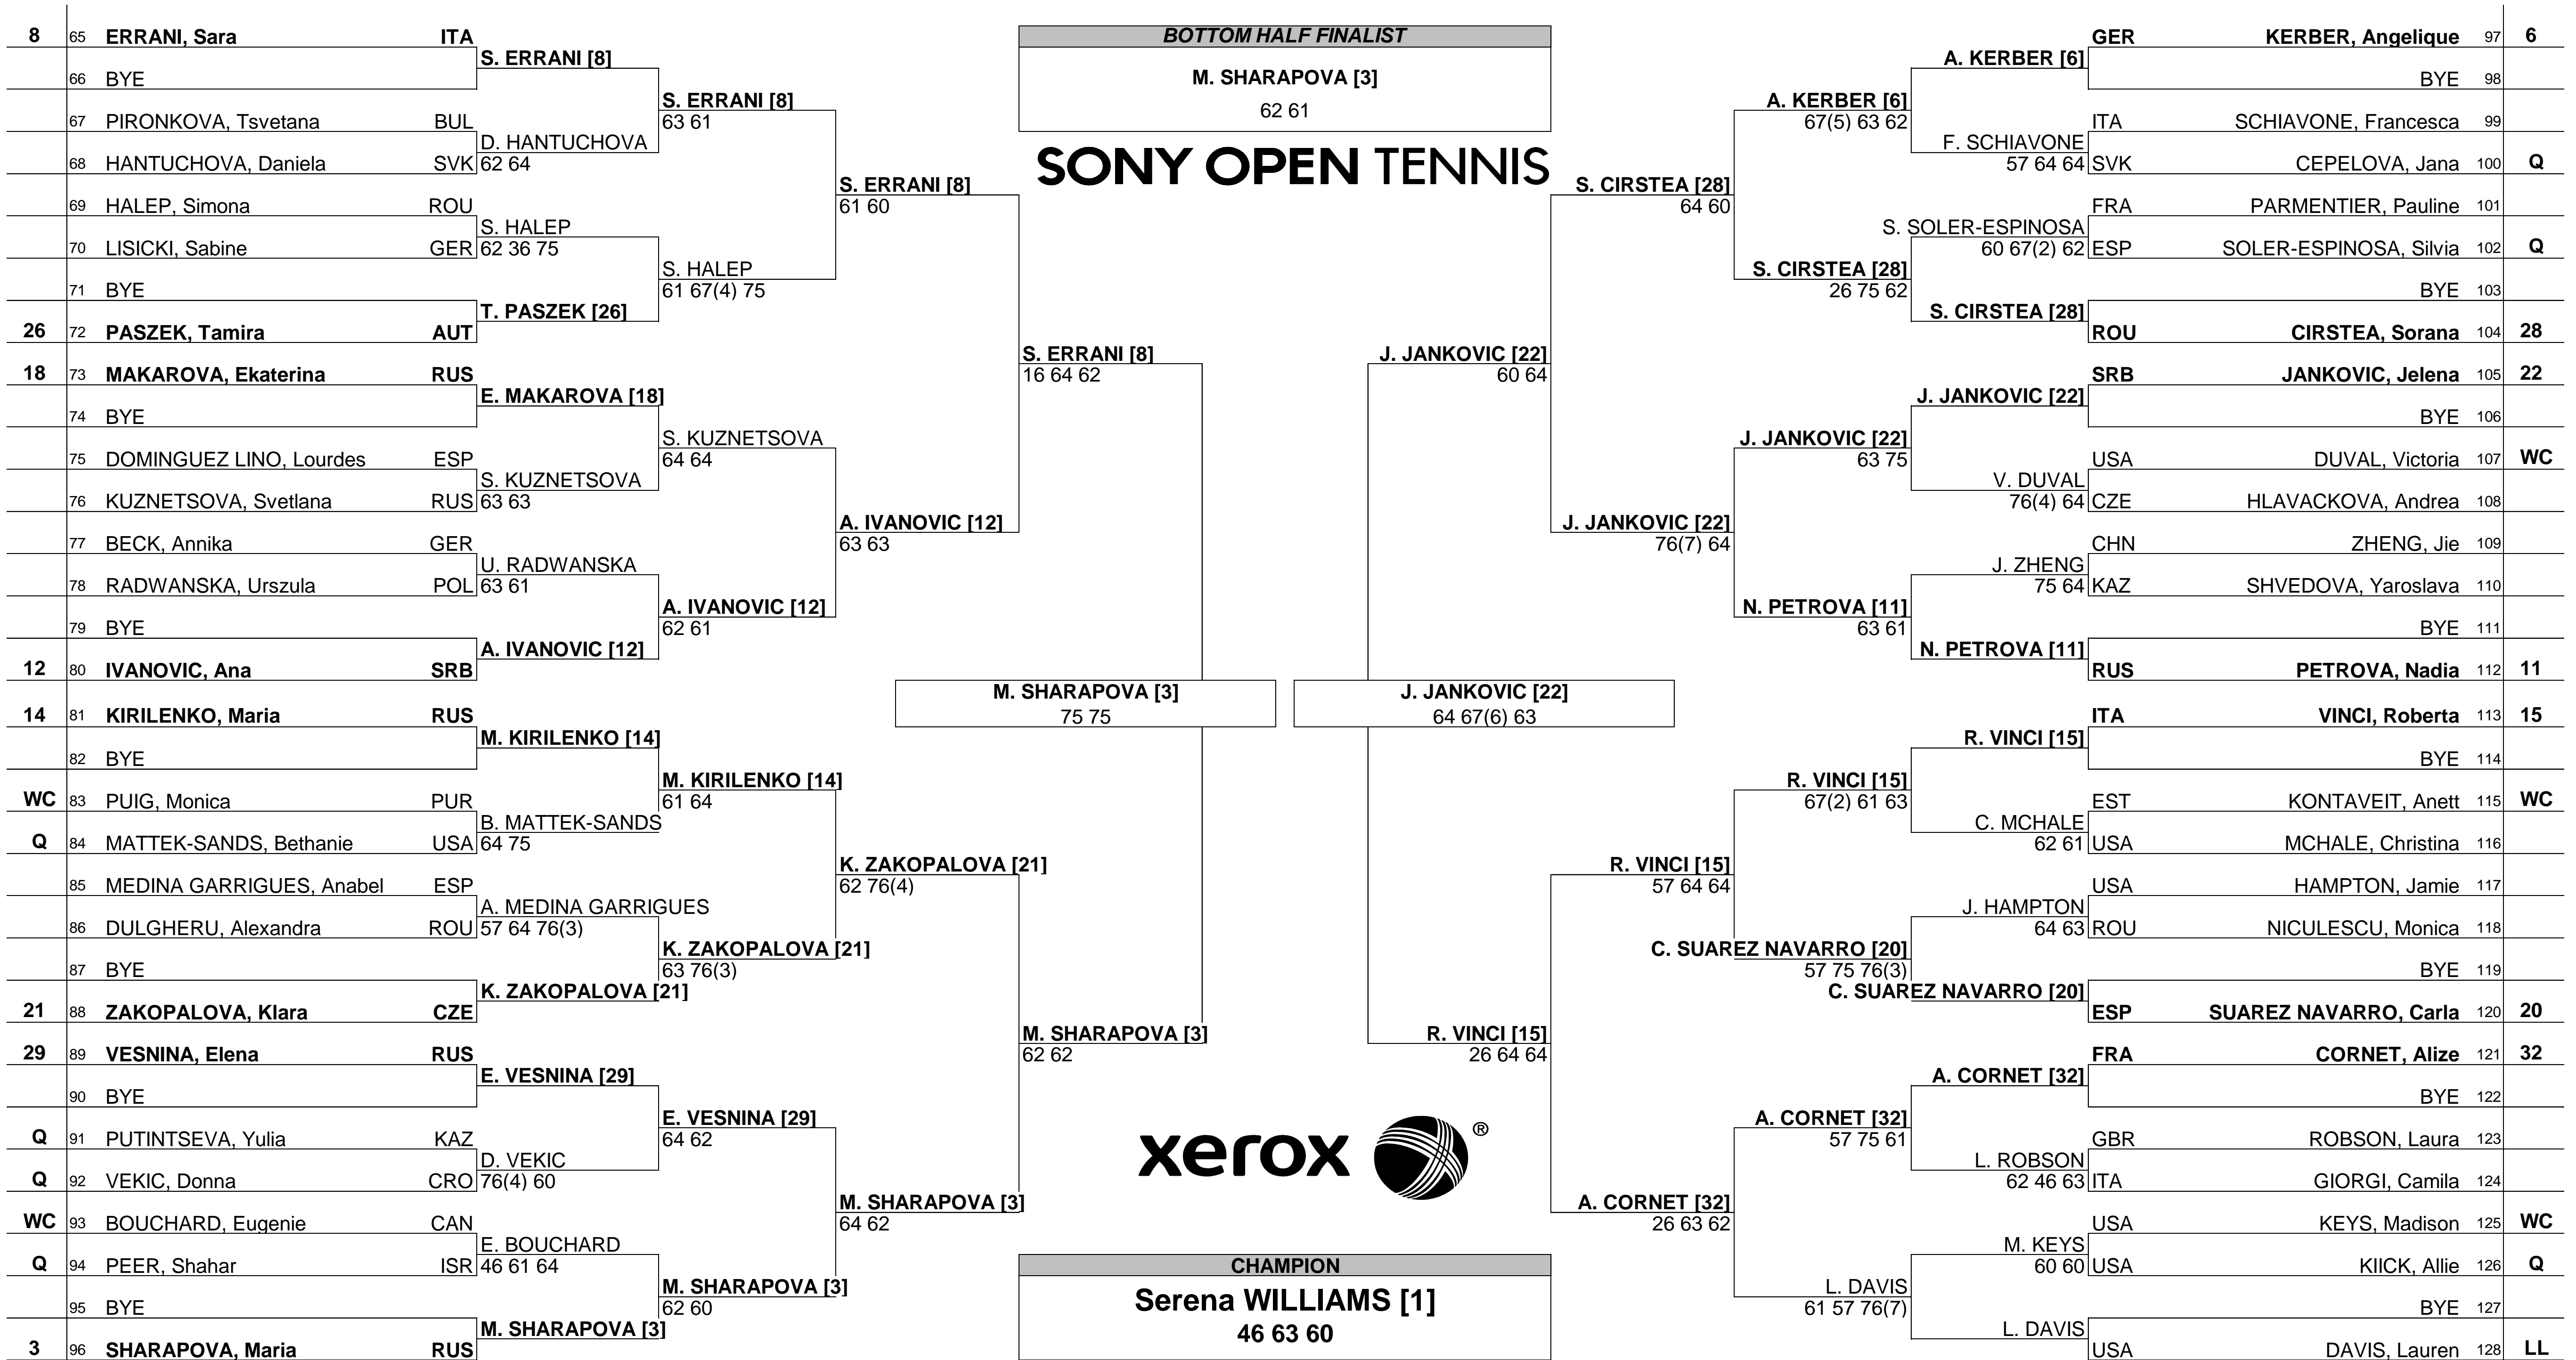 8 65 ERRANI, Sara ITA
66 BYE
67 PIRONKOVA, Tsvetana BUL
68 HANTUCHOVA, Daniela SVK
69 HALEP, Simona ROU
70 LISICKI, Sabine GER
71 BYE
26 72 PASZEK, Tamira AUT
18 73 MAKAROVA, Ekaterina RUS
74 BYE
75 DOMINGUEZ LINO, Lourdes ESP
76 KUZNETSOVA, Svetlana RUS
77 BECK, Annika GER
78 RADWANSKA, Urszula POL
79 BYE
12 80 IVANOVIC, Ana SRB
14 81 KIRILENKO, Maria RUS
82 BYE
WC 83 PUIG, Monica PUR
Q 84 MATTEK-SANDS, Bethanie USA
85 MEDINA GARRIGUES, Anabel ESP
86 DULGHERU, Alexandra ROU
87 BYE
21 88 ZAKOPALOVA, Klara CZE
29 89 VESNINA, Elena RUS
90 BYE
Q 91 PUTINTSEVA, Yulia KAZ
Q 92 VEKIC, Donna CRO
WC 93 BOUCHARD, Eugenie CAN
Q 94 PEER, Shahar ISR
95 BYE
3 96 SHARAPOVA, Maria RUS
S. ERRANI [8]
D. HANTUCHOVA
62 64
S. HALEP
62 36 75
T. PASZEK [26]
E. MAKAROVA [18]
S. KUZNETSOVA
63 63
U. RADWANSKA
63 61
A. IVANOVIC [12]
M. KIRILENKO [14]
B. MATTEK-SANDS
64 75
A. MEDINA GARRIGUES
57 64 76(3)
K. ZAKOPALOVA [21]
E. VESNINA [29]
D. VEKIC
76(4) 60
E. BOUCHARD
46 61 64
M. SHARAPOVA [3]
S. ERRANI [8]
63 61
S. HALEP
61 67(4) 75
S. KUZNETSOVA
64 64
A. IVANOVIC [12]
62 61
M. KIRILENKO [14]
61 64
K. ZAKOPALOVA [21]
63 76(3)
E. VESNINA [29]
64 62
M. SHARAPOVA [3]
62 60
S. ERRANI [8]
61 60
A. IVANOVIC [12]
63 63
K. ZAKOPALOVA [21]
62 76(4)
M. SHARAPOVA [3]
64 62
S. ERRANI [8]
16 64 62
M. SHARAPOVA [3]
62 62
M. SHARAPOVA [3]
75 75
BOTTOM HALF FINALIST
M. SHARAPOVA [3]
62 61
SONY OPEN TENNIS
xerox ®
CHAMPION
Serena WILLIAMS [1]
46 63 60
J. JANKOVIC [22]
64 67(6) 63
J. JANKOVIC [22]
60 64
R. VINCI [15]
26 64 64
S. CIRSTEA [28]
64 60
J. JANKOVIC [22]
76(7) 64
R. VINCI [15]
57 64 64
A. CORNET [32]
26 63 62
A. KERBER [6]
67(5) 63 62
S. CIRSTEA [28]
26 75 62
J. JANKOVIC [22]
63 75
N. PETROVA [11]
63 61
R. VINCI [15]
67(2) 61 63
C. SUAREZ NAVARRO [20]
57 75 76(3)
A. CORNET [32]
57 75 61
L. DAVIS
61 57 76(7)
A. KERBER [6]
F. SCHIAVONE
57 64 64
S. SOLER-ESPINOSA
60 67(2) 62
S. CIRSTEA [28]
J. JANKOVIC [22]
V. DUVAL
76(4) 64
J. ZHENG
75 64
N. PETROVA [11]
R. VINCI [15]
C. MCHALE
62 61
J. HAMPTON
64 63
C. SUAREZ NAVARRO [20]
A. CORNET [32]
L. ROBSON
62 46 63
M. KEYS
60 60
L. DAVIS
GER KERBER, Angelique 97 6
BYE 98
ITA SCHIAVONE, Francesca 99
SVK CEPELOVA, Jana 100 Q
FRA PARMENTIER, Pauline 101
ESP SOLER-ESPINOSA, Silvia 102 Q
BYE 103
ROU CIRSTEA, Sorana 104 28
SRB JANKOVIC, Jelena 105 22
BYE 106
USA DUVAL, Victoria 107 WC
CZE HLAVACKOVA, Andrea 108
CHN ZHENG, Jie 109
KAZ SHVEDOVA, Yaroslava 110
BYE 111
RUS PETROVA, Nadia 112 11
ITA VINCI, Roberta 113 15
BYE 114
EST KONTAVEIT, Anett 115 WC
USA MCHALE, Christina 116
USA HAMPTON, Jamie 117
ROU NICULESCU, Monica 118
BYE 119
ESP SUAREZ NAVARRO, Carla 120 20
FRA CORNET, Alize 121 32
BYE 122
GBR ROBSON, Laura 123
ITA GIORGI, Camila 124
USA KEYS, Madison 125 WC
USA KIICK, Allie 126 Q
BYE 127
USA DAVIS, Lauren 128 LL